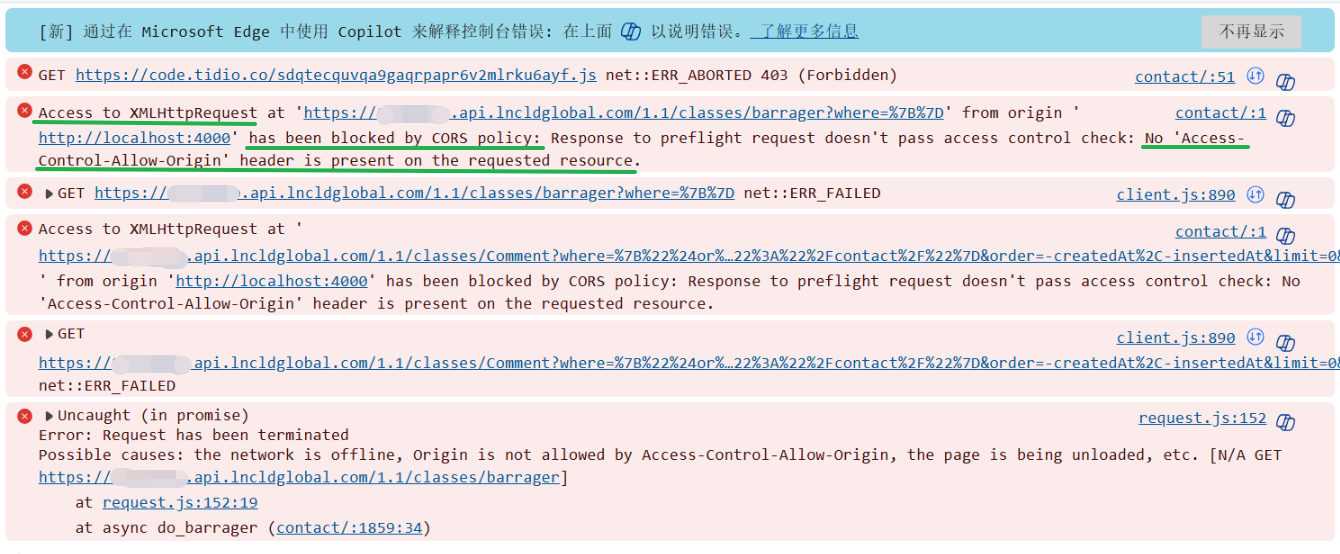 [新] 通过在 Microsoft Edge 中使用 Copilot 来解释控制台错误: 在上面 以说明错误。 了解更多信息 不再显示
GET https://code.tidio.co/sdqtecquvqa9gaqrpapr6v2mlrku6ayf.js net::ERR_ABORTED 403 (Forbidden) contact/:51
Access to XMLHttpRequest at 'https:// .api.lncldglobal.com/1.1/classes/barrager?where=%7B%7D' from origin ' contact/:1
http://localhost:4000' has been blocked by CORS policy: Response to preflight request doesn't pass access control check: No 'Access-
Control-Allow-Origin' header is present on the requested resource.
GET https:// .api.lncldglobal.com/1.1/classes/barrager?where=%7B%7D net::ERR_FAILED client.js:890
Access to XMLHttpRequest at ' contact/:1
https:// .api.lncldglobal.com/1.1/classes/Comment?where=%7B%22%24or%…22%3A%22%2Fcontact%2F%22%7D&order=-createdAt%2C-insertedAt&limit=0&
' from origin 'http://localhost:4000' has been blocked by CORS policy: Response to preflight request doesn't pass access control check: No
'Access-Control-Allow-Origin' header is present on the requested resource.
GET client.js:890
https:// .api.lncldglobal.com/1.1/classes/Comment?where=%7B%22%24or%…22%3A%22%2Fcontact%2F%22%7D&order=-createdAt%2C-insertedAt&limit=0&
net::ERR_FAILED
Uncaught (in promise) request.js:152
Error: Request has been terminated
Possible causes: the network is offline, Origin is not allowed by Access-Control-Allow-Origin, the page is being unloaded, etc. [N/A GET
https:// .api.lncldglobal.com/1.1/classes/barrager]
at request.js:152:19
at async do_barrager (contact/:1859:34)